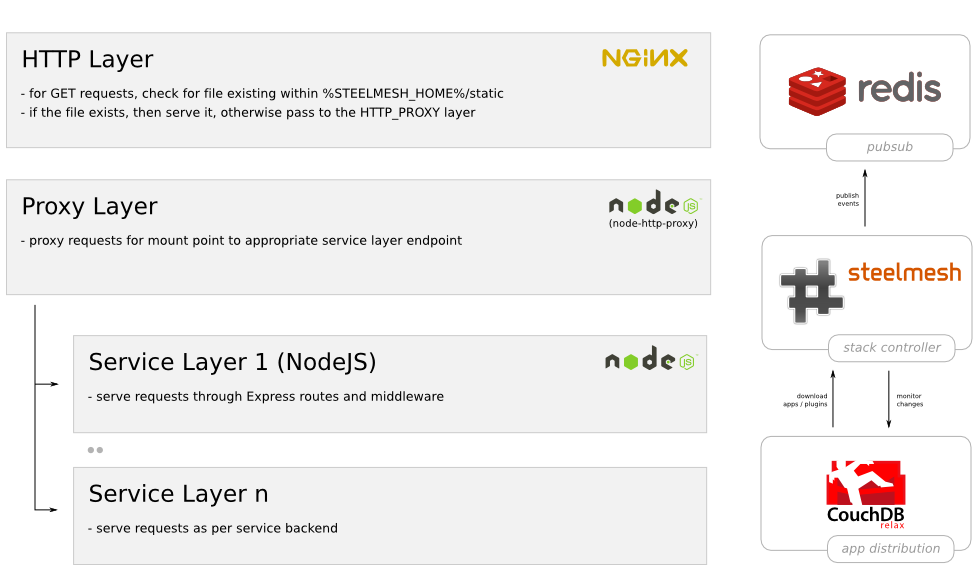 HTTP Layer
NGINX
- for GET requests, check for file existing within %STEELMESH_HOME%/static
- if the file exists, then serve it, otherwise pass to the HTTP_PROXY layer
Proxy Layer
node JS
(node-http-proxy)
- proxy requests for mount point to appropriate service layer endpoint
Service Layer 1 (NodeJS)
node JS
- serve requests through Express routes and middleware
Service Layer n
- serve requests as per service backend
redis
pubsub
publish
events
steelmesh
stack controller
download
apps / plugins
monitor
changes
CouchDB
relax
app distribution